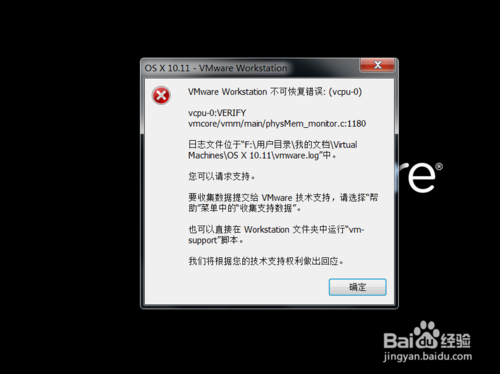 OS X 10.11 - VMware Workstation
VMware Workstation 不可恢复错误: (vcpu-0)
vcpu-0:VERIFY
vmcore/vmm/main/physMem_monitor.c:1180
日志文件位于“F:\用户目录\我的文档\Virtual
Machines\OS X 10.11\vmware.log”中。
您可以请求支持。
要收集数据提交给 VMware 技术支持，请选择“帮
助”菜单中的“收集支持数据”。
也可以直接在 Workstation 文件夹中运行“vm-
support”脚本。
我们将根据您的技术支持权利做出回应。
确定
re®
Bai du 经验
jingyan.baidu.com